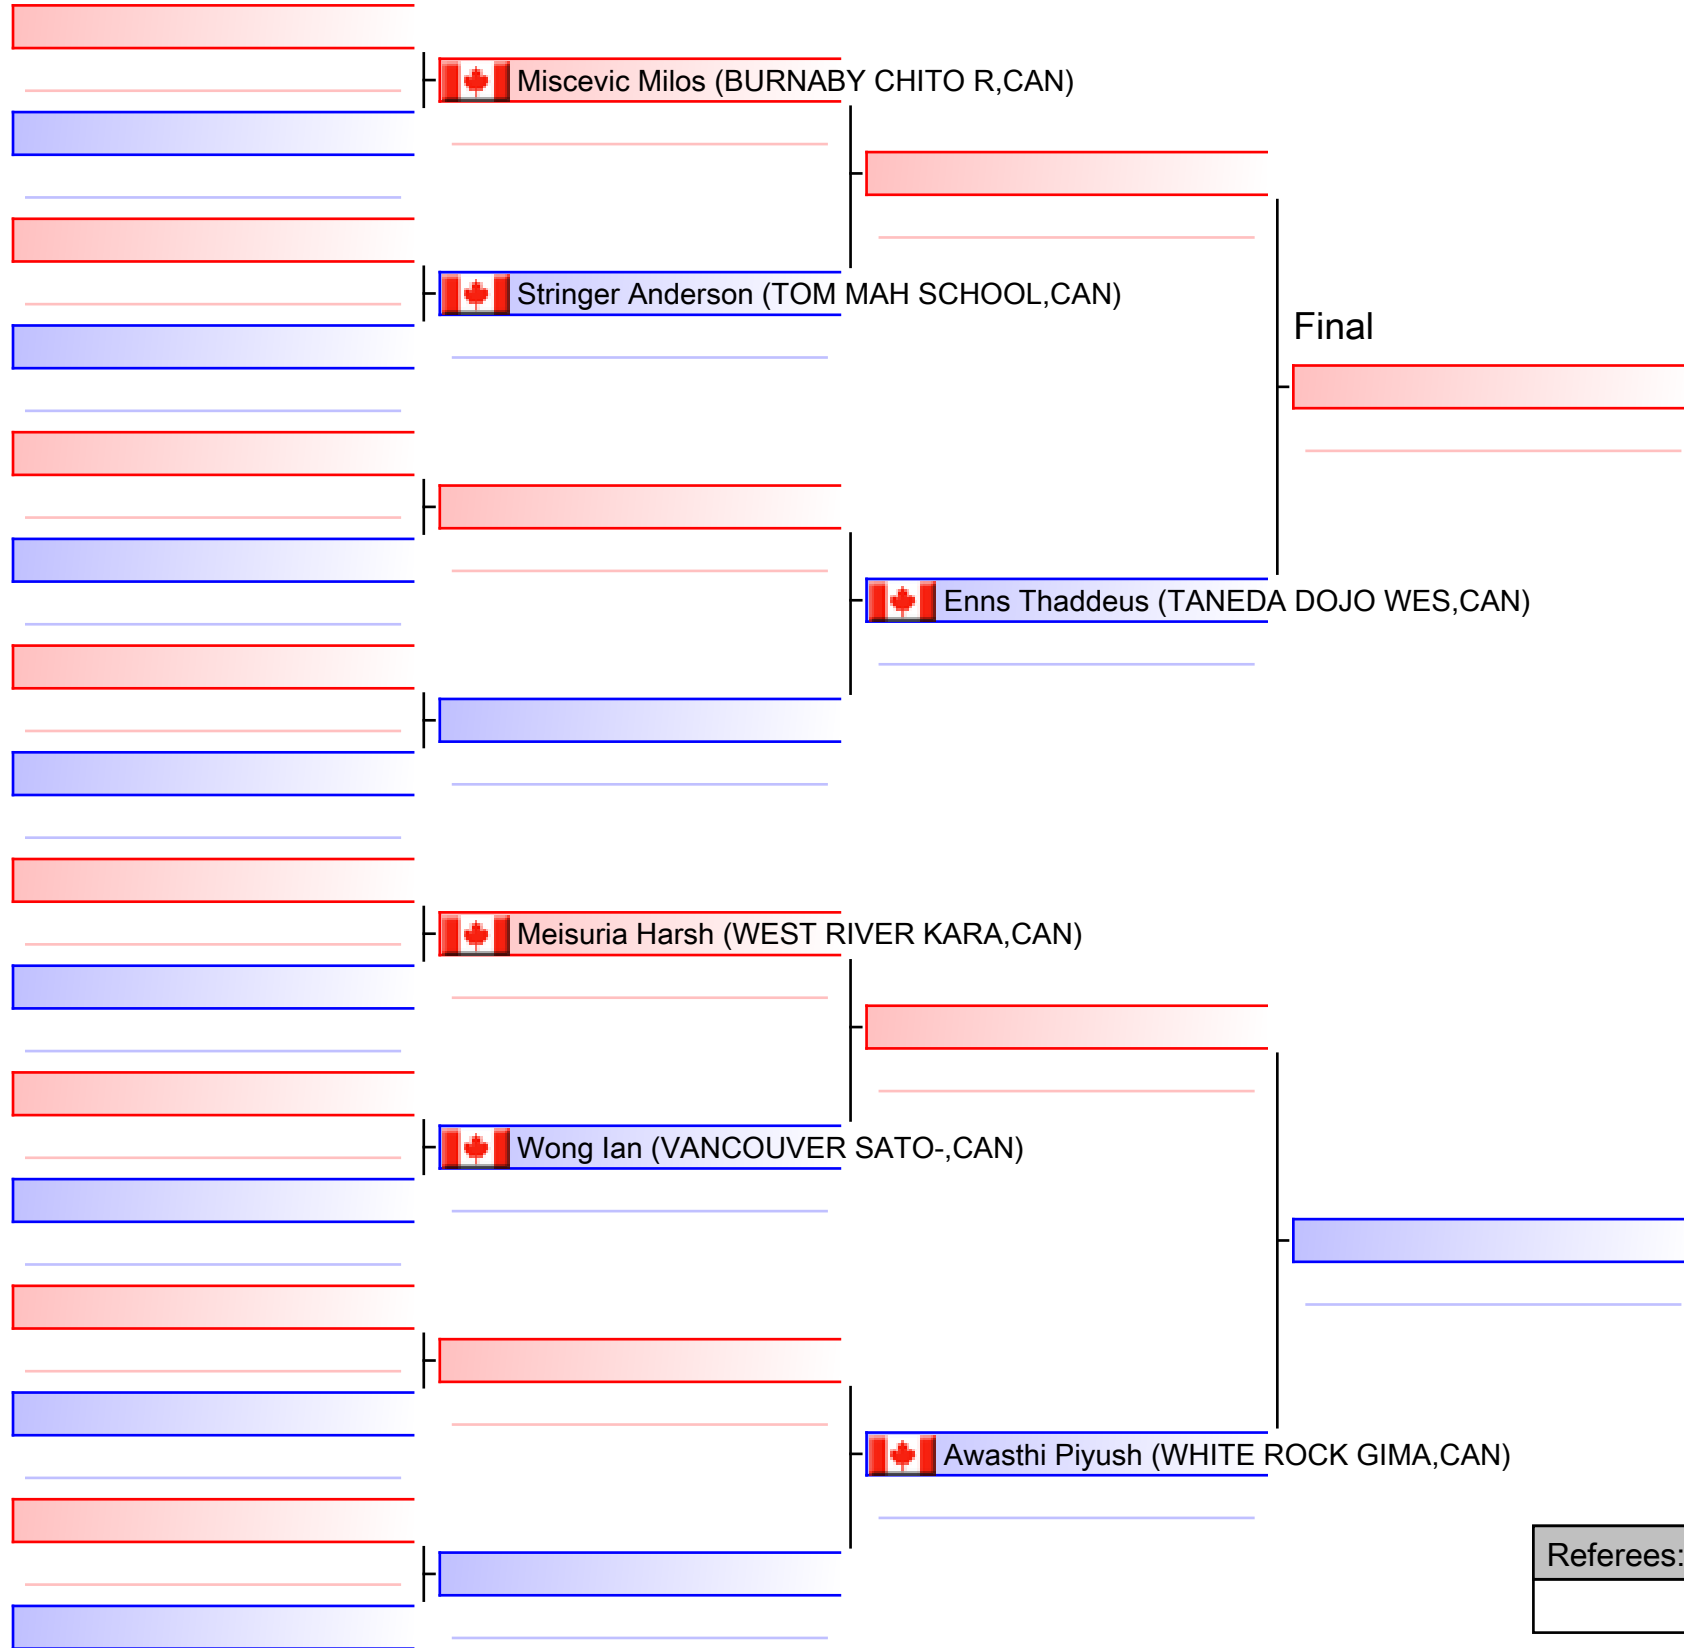 Miscevic Milos (BURNABY CHITO R,CAN)
Stringer Anderson (TOM MAH SCHOOL,CAN)
Final
Enns Thaddeus (TANEDA DOJO WES,CAN)
Meisuria Harsh (WEST RIVER KARA,CAN)
Wong Ian (VANCOUVER SATO-,CAN)
Awasthi Piyush (WHITE ROCK GIMA,CAN)
Referees: